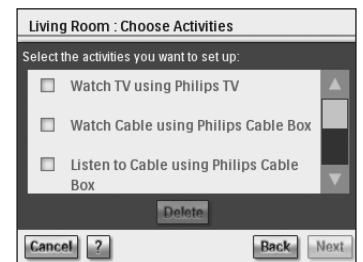 Living Room : Choose Activities
Select the activities you want to set up:
Watch TV using Philips TV
Watch Cable using Philips Cable Box
Listen to Cable using Philips Cable
Box
Delete
Cancel ? Back Next